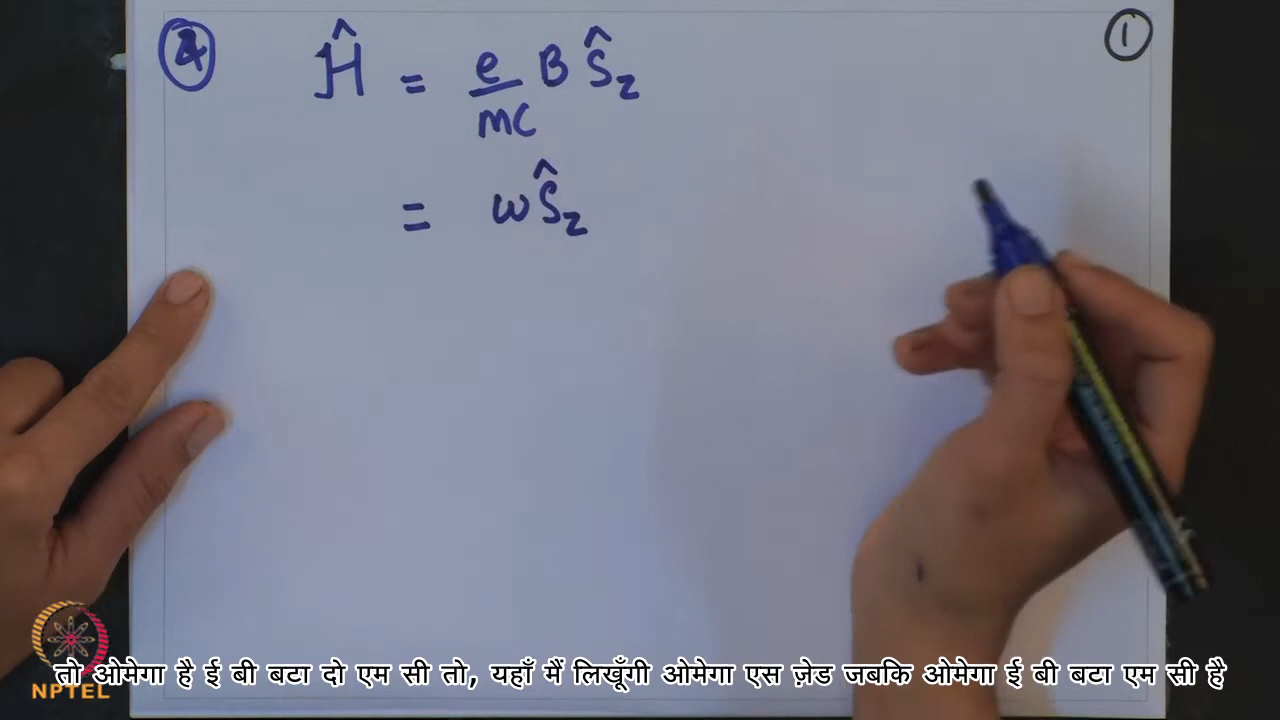 ④ Ĥ = e/mc B Ŝz ①
= ωŜz
तो ओमेगा है ई बी बटा दो एम सी तो, यहाँ मैं लिखूँगी ओमेगा एस ज़ेड जबकि ओमेगा ई बी बटा एम सी है
NPTEL